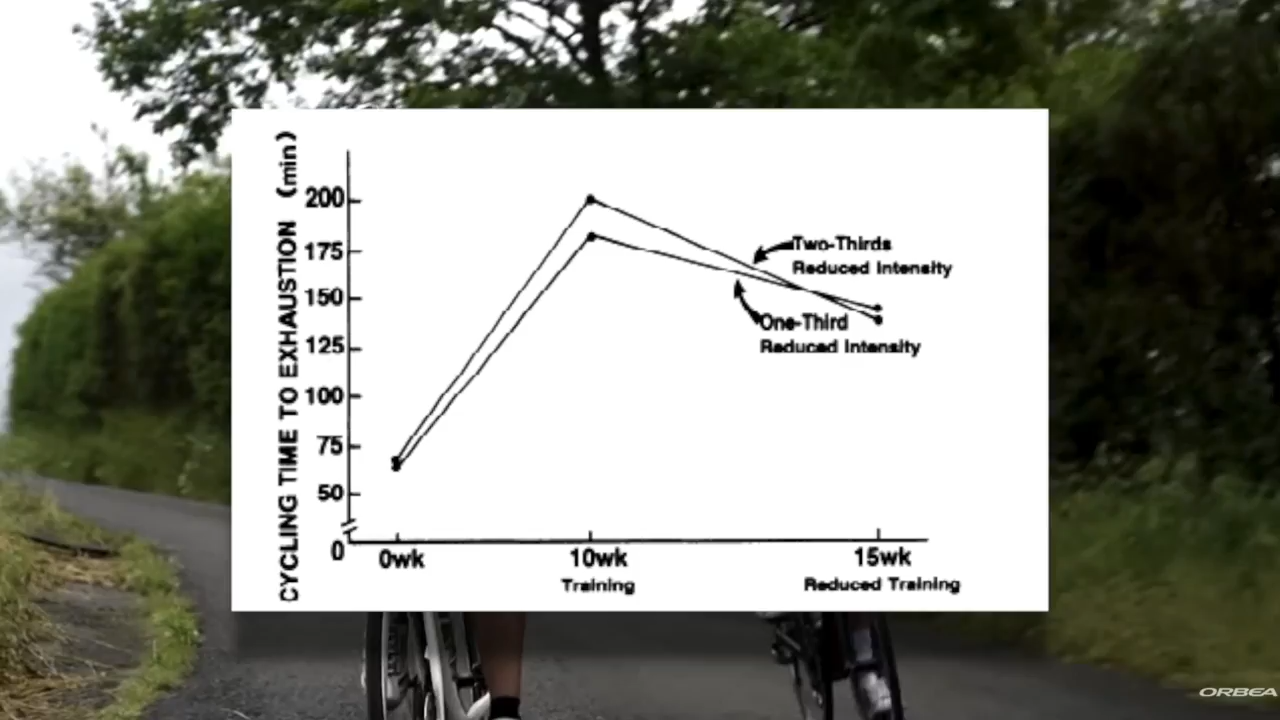 CYCLING TIME TO EXHAUSTION (min)
200
175
150
125
100
75
50
0
Two-Thirds
Reduced Intensity
One-Third
Reduced Intensity
0wk
10wk
15wk
Training
Reduced Training
ORBEA